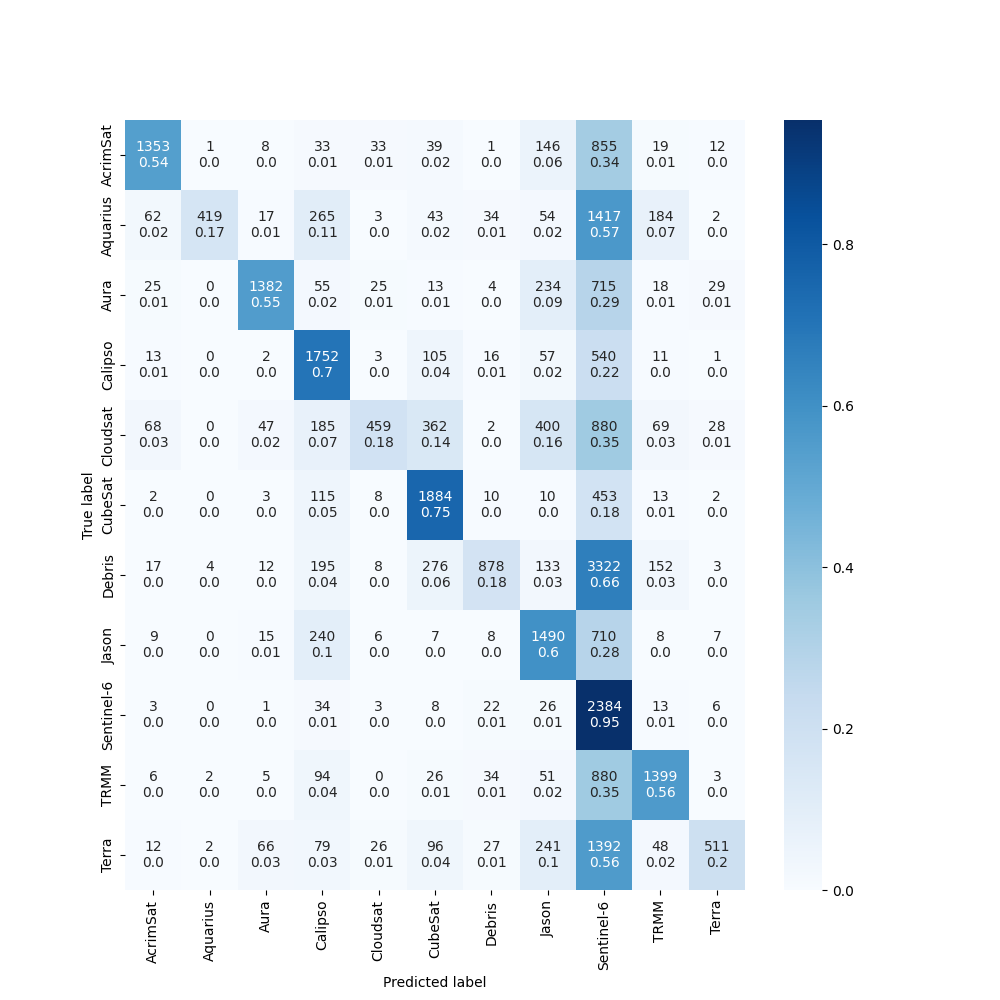 AcrimSat 1353 1 8 33 33 39 1 146 855 19 12
0.54 0.0 0.0 0.01 0.01 0.02 0.0 0.06 0.34 0.01 0.0
Aquarius 62 419 17 265 3 43 34 54 1417 184 2
0.02 0.17 0.01 0.11 0.0 0.02 0.01 0.02 0.57 0.07 0.0
Aura 25 0 1382 55 25 13 4 234 715 18 29
0.01 0.0 0.55 0.02 0.01 0.01 0.0 0.09 0.29 0.01 0.01
Calipso 13 0 2 1752 3 105 16 57 540 11 1
0.01 0.0 0.0 0.7 0.0 0.04 0.01 0.02 0.22 0.0 0.0
Cloudsat 68 0 47 185 459 362 2 400 880 69 28
0.03 0.0 0.02 0.07 0.18 0.14 0.0 0.16 0.35 0.03 0.01
CubeSat 2 0 3 115 8 1884 10 10 453 13 2
0.0 0.0 0.0 0.05 0.0 0.75 0.0 0.0 0.18 0.01 0.0
Debris 17 4 12 195 8 276 878 133 3322 152 3
0.0 0.0 0.0 0.04 0.0 0.06 0.18 0.03 0.66 0.03 0.0
Jason 9 0 15 240 6 7 8 1490 710 8 7
0.0 0.0 0.01 0.1 0.0 0.0 0.0 0.6 0.28 0.0 0.0
Sentinel-6 3 0 1 34 3 8 22 26 2384 13 6
0.0 0.0 0.0 0.01 0.0 0.0 0.01 0.01 0.95 0.01 0.0
TRMM 6 2 5 94 0 26 34 51 880 1399 3
0.0 0.0 0.0 0.04 0.0 0.01 0.01 0.02 0.35 0.56 0.0
Terra 12 2 66 79 26 96 27 241 1392 48 511
0.0 0.0 0.03 0.03 0.01 0.04 0.01 0.1 0.56 0.02 0.2
True label
AcrimSat Aquarius Aura Calipso Cloudsat CubeSat Debris Jason Sentinel-6 TRMM Terra
Predicted label
0.8
0.6
0.4
0.2
0.0